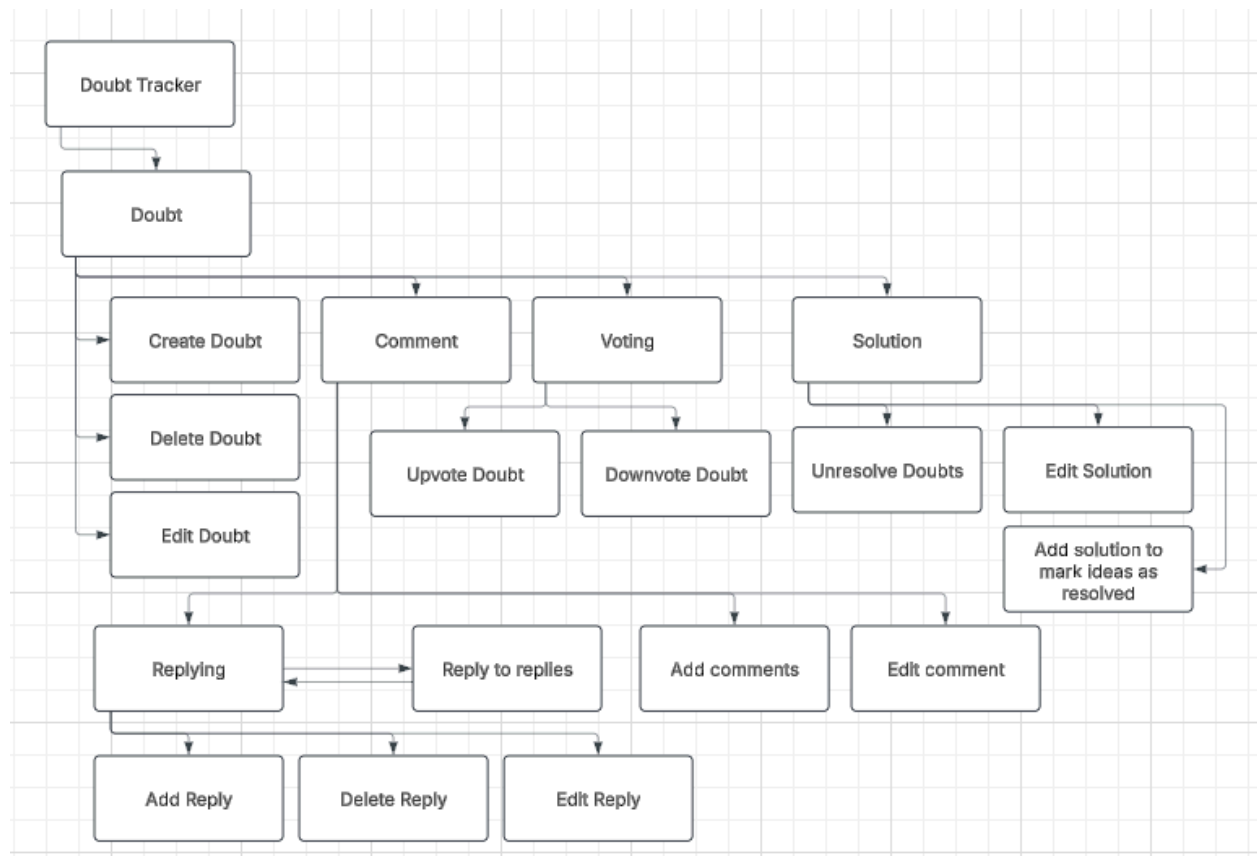 Doubt Tracker
Doubt
Create Doubt
Comment
Voting
Solution
Delete Doubt
Upvote Doubt
Downvote Doubt
Unresolve Doubts
Edit Solution
Edit Doubt
Add solution to
mark ideas as
resolved
Replying
Reply to replies
Add comments
Edit comment
Add Reply
Delete Reply
Edit Reply